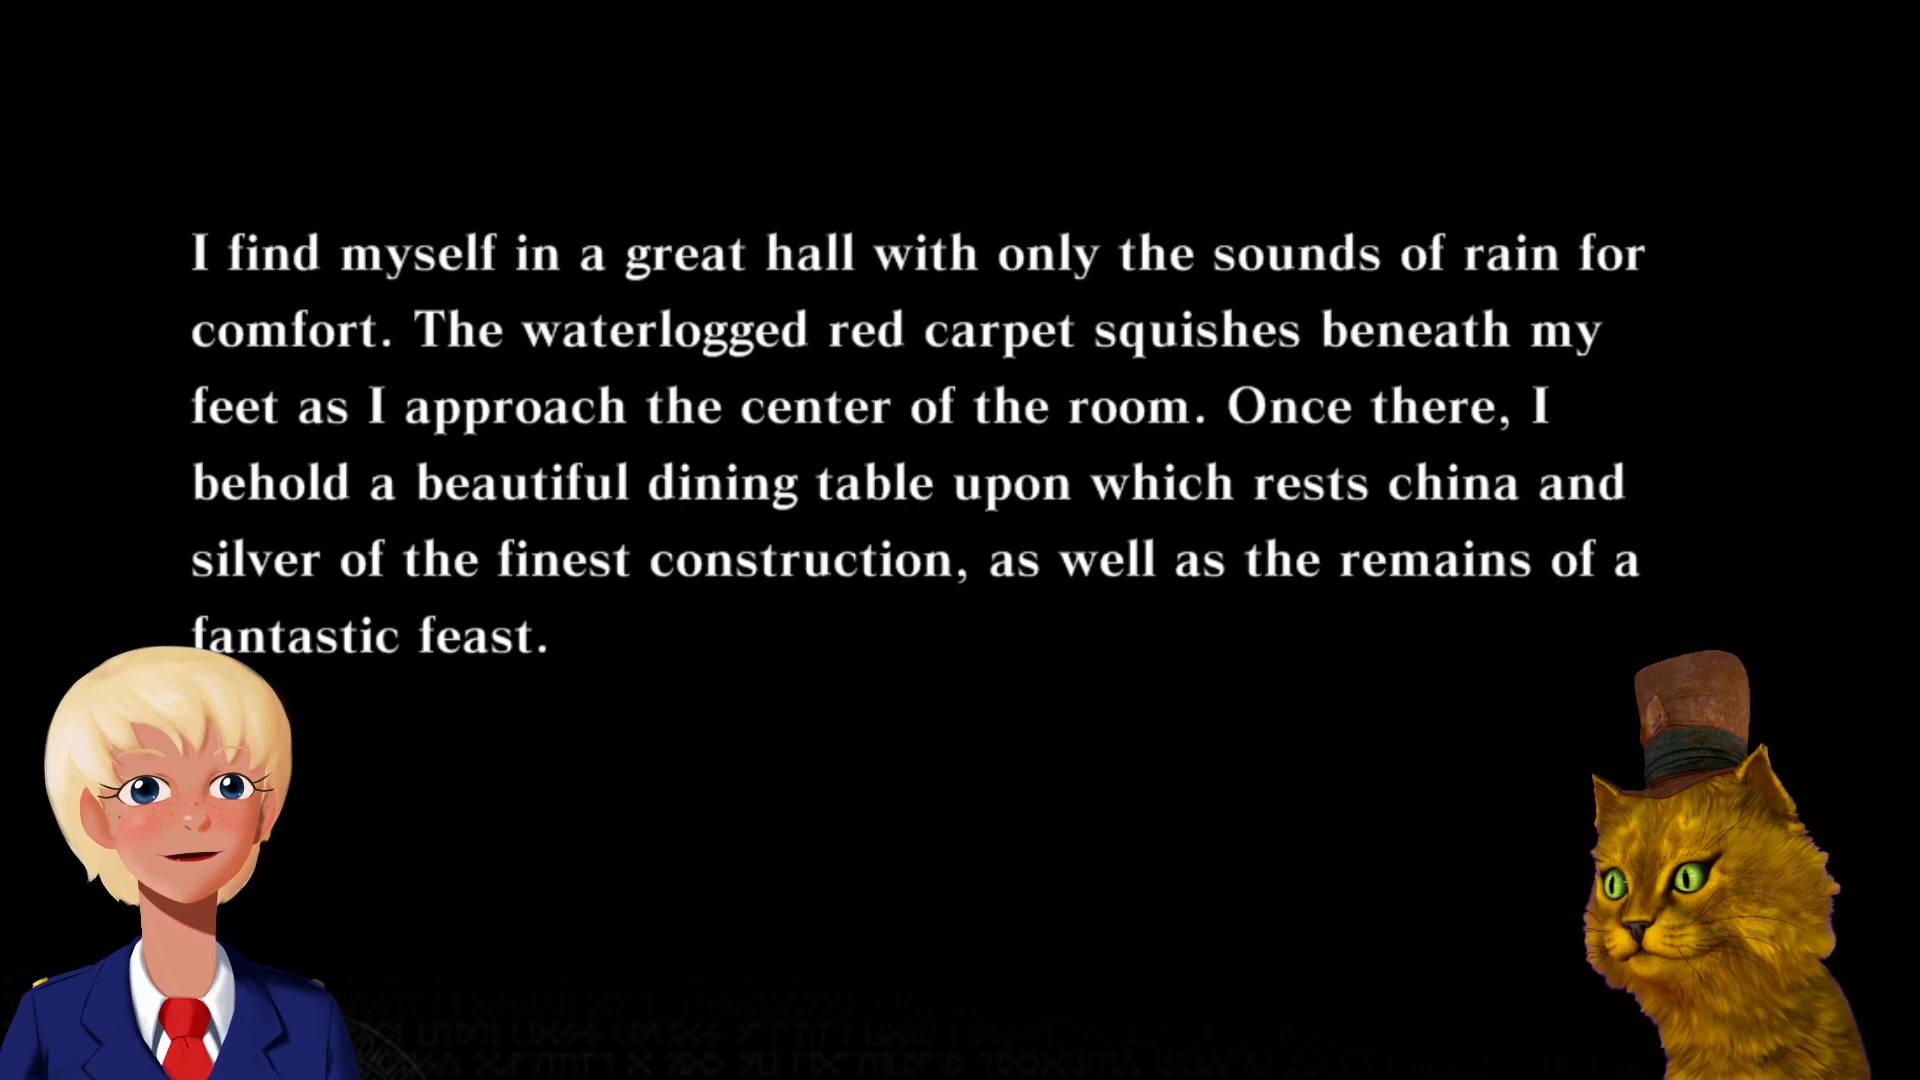 I find myself in a great hall with only the sounds of rain for
comfort. The waterlogged red carpet squishes beneath my
feet as I approach the center of the room. Once there, I
behold a beautiful dining table upon which rests china and
silver of the finest construction, as well as the remains of a
fantastic feast.